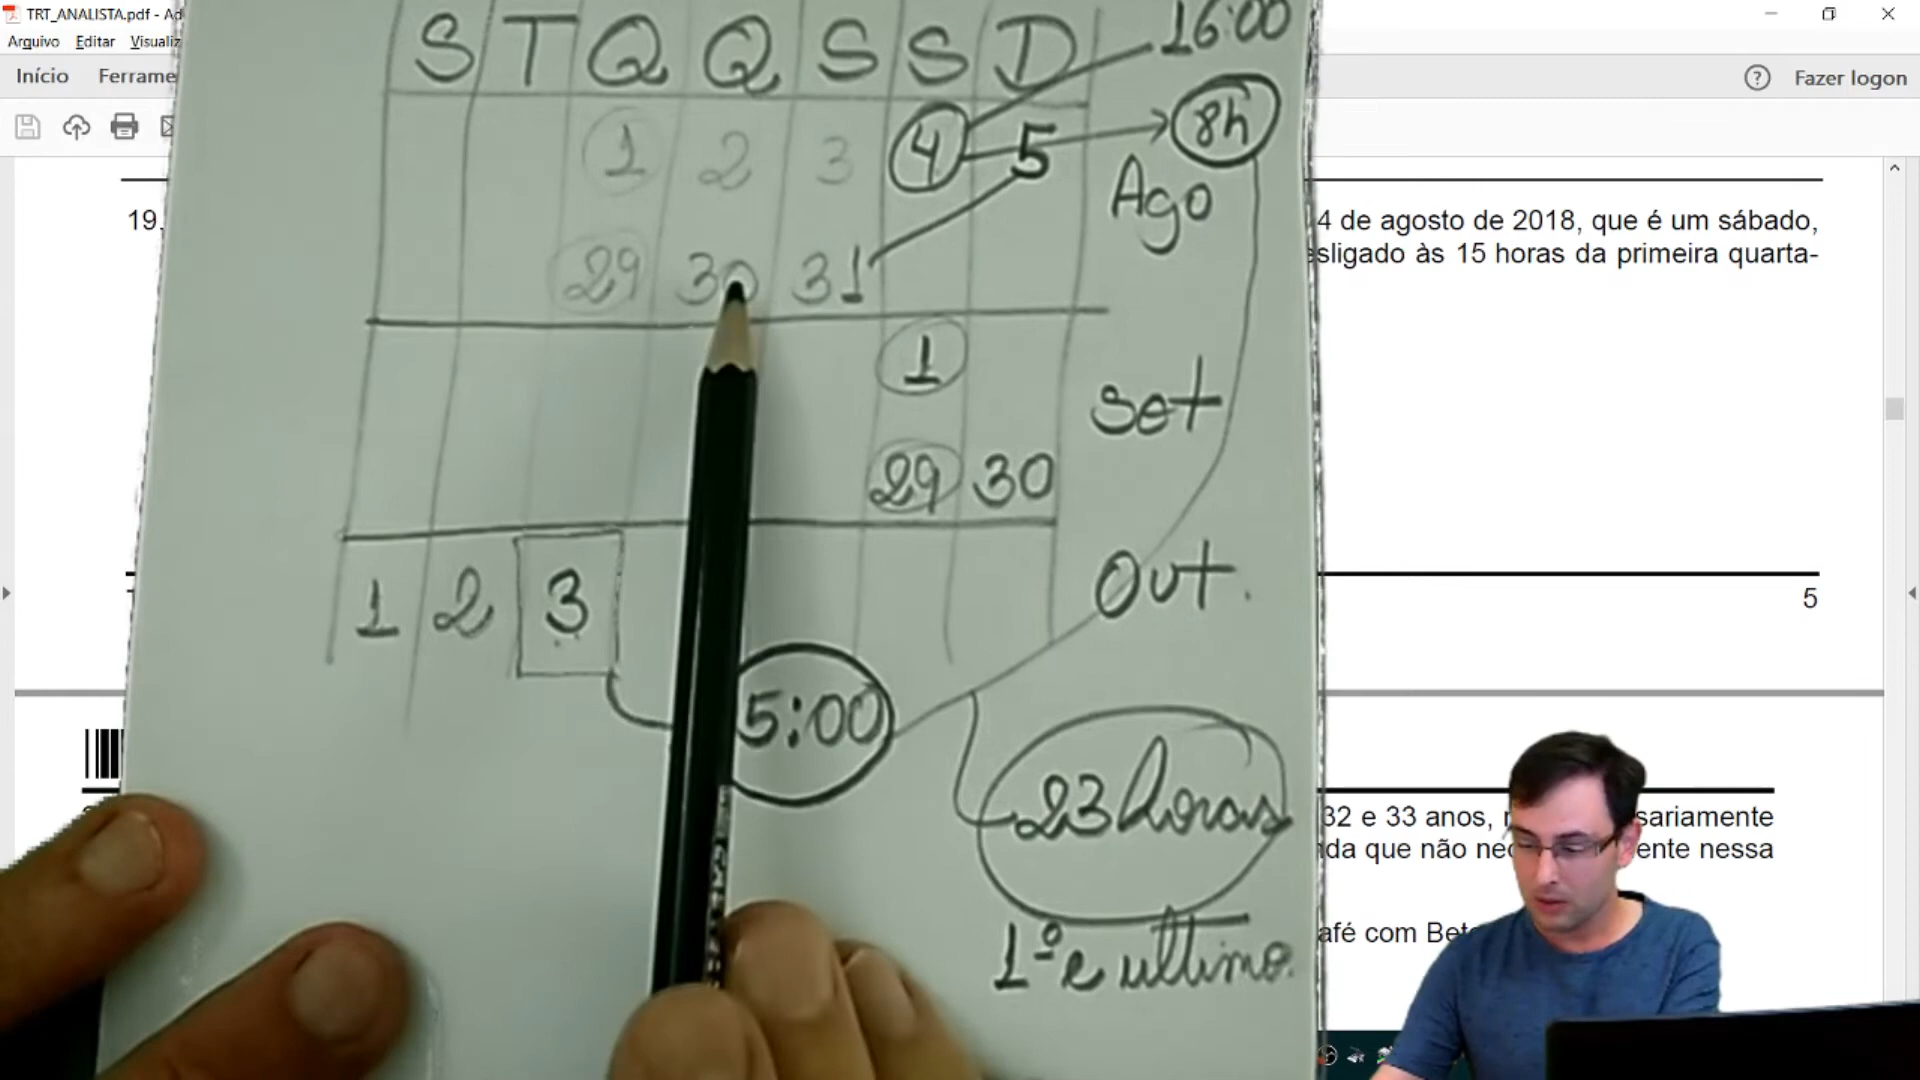 TRT_ANALISTA.pdf - Ad
Arquivo Editar Visualiz
Início Ferrame
Fazer logon
S T Q Q S S D
16:00
1 2 3 4 5
8h
Ago
29 30 31
1
Set
29 30
1 2 3
Out.
5:00
23 horas
1º e último.
19.
4 de agosto de 2018, que é um sábado,
sligado às 15 horas da primeira quarta-
5
32 e 33 anos,
sariamente
da que não
ente nessa
afé com